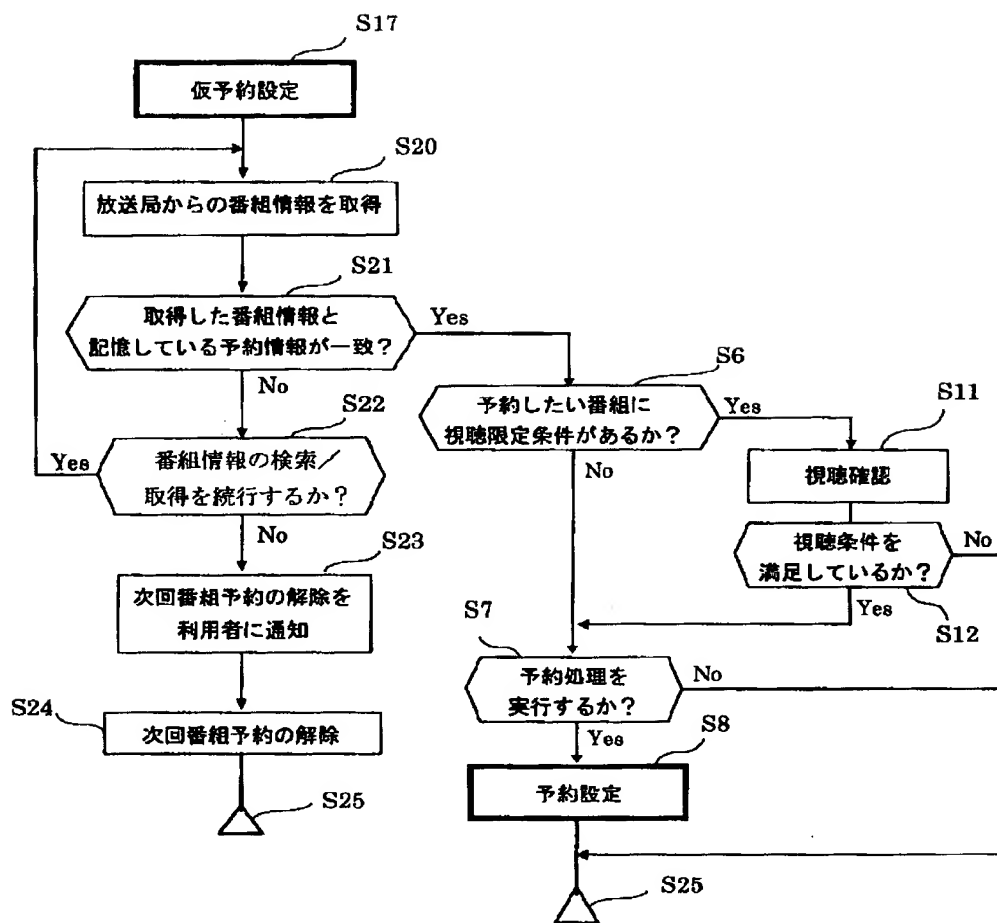 S17
仮予約設定
S20
放送局からの番組情報を取得
S21
取得した番組情報と
記憶している予約情報が一致？
Yes
No
S6
予約したい番組に
視聴限定条件があるか？
Yes
No
S11
視聴確認
視聴条件を
満足しているか？
No
Yes
S12
S22
番組情報の検索／
取得を続行するか？
Yes
No
S23
次回番組予約の解除を
利用者に通知
S24
次回番組予約の解除
S25
S7
予約処理を
実行するか？
No
Yes
S8
予約設定
S25